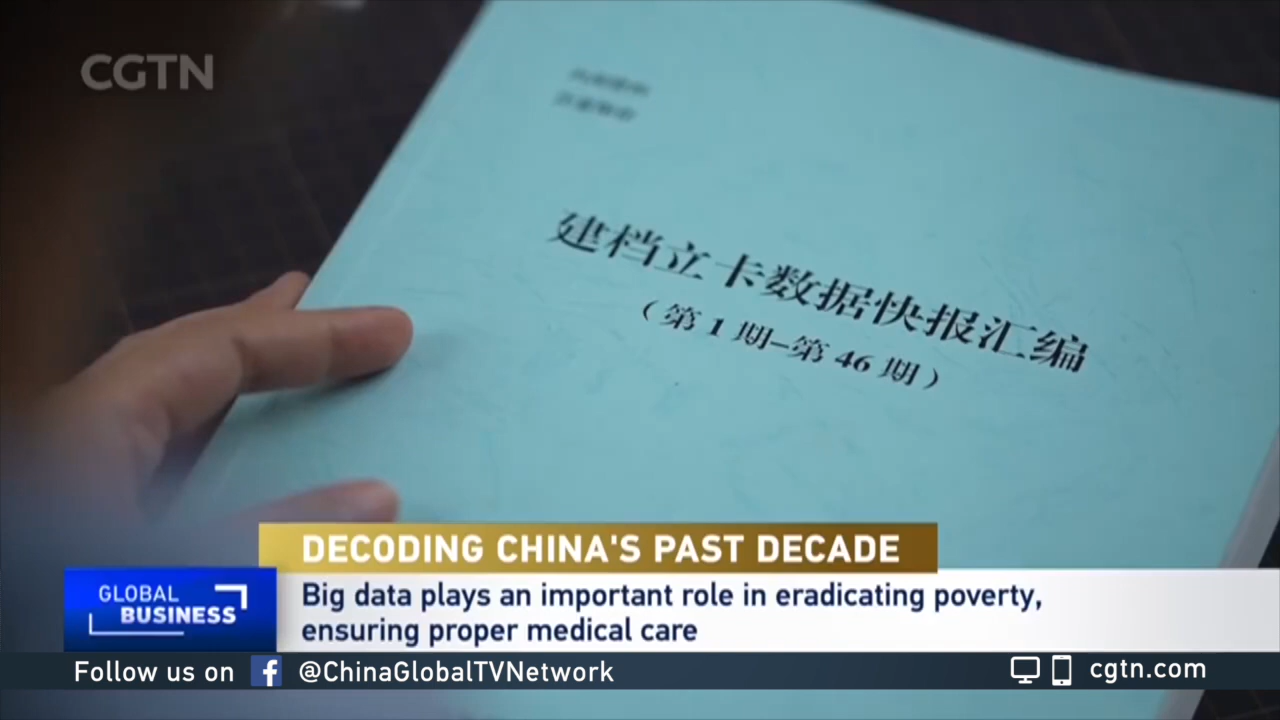 CGTN
建档立卡数据快报汇编
（第 1 期–第 46 期）
DECODING CHINA'S PAST DECADE
GLOBAL
BUSINESS
Big data plays an important role in eradicating poverty,
ensuring proper medical care
Follow us on
@ChinaGlobalTVNetwork
cgtn.com